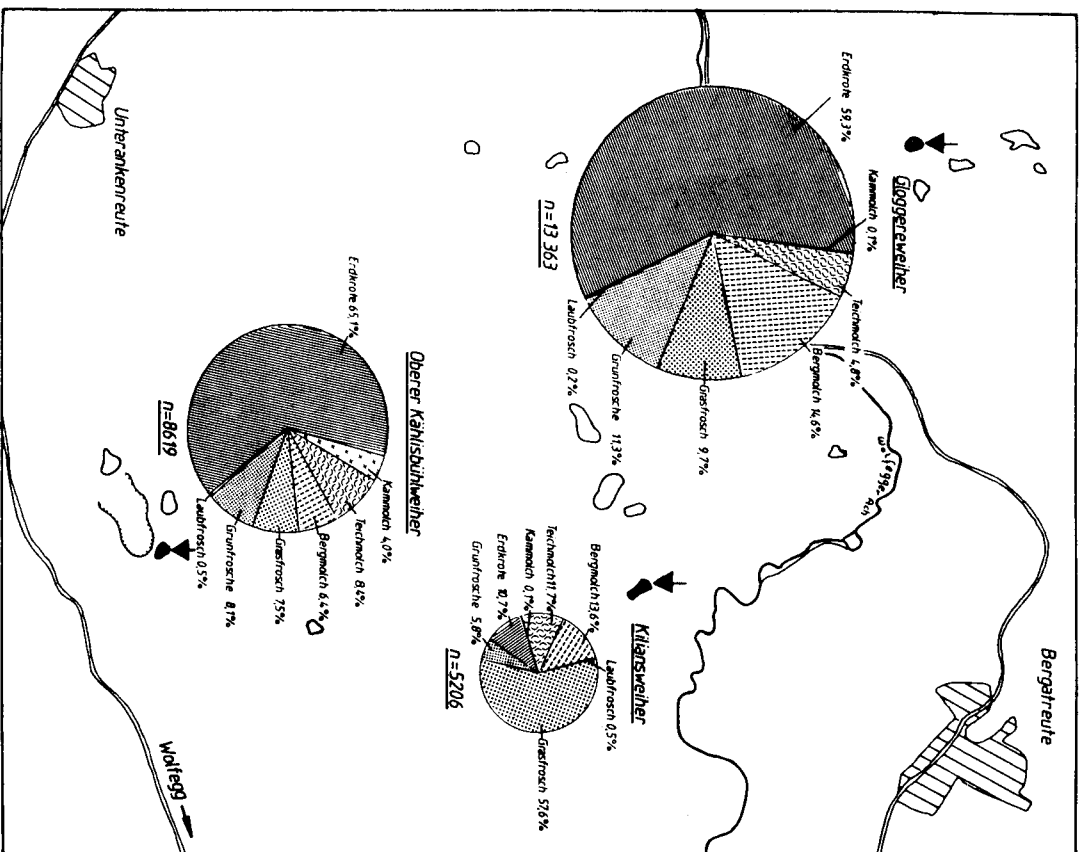 Bergatreute
Gloggereweiher
Erdkröte 59,3%
Kammolch 0,1%
Teichmolch 4,8%
Bergmolch 14,6%
Grasfrosch 9,7%
Grünfrösche 11,3%
Laubfrosch 0,2%
n=13 363
Wolfegger Ach
Kiliansweiher
Bergmolch 13,6%
Teichmolch 11,7%
Kammolch 0,1%
Erdkröte 10,7%
Grünfrösche 5,8%
Laubfrosch 0,5%
Grasfrosch 57,6%
n=5206
Oberer Kählisbühlweiher
Erdkröte 65,1%
Kammolch 4,0%
Teichmolch 8,4%
Bergmolch 6,4%
Grasfrosch 7,5%
Grünfrösche 8,1%
Laubfrosch 0,5%
n=8619
Unterankenreute
Wolfegg